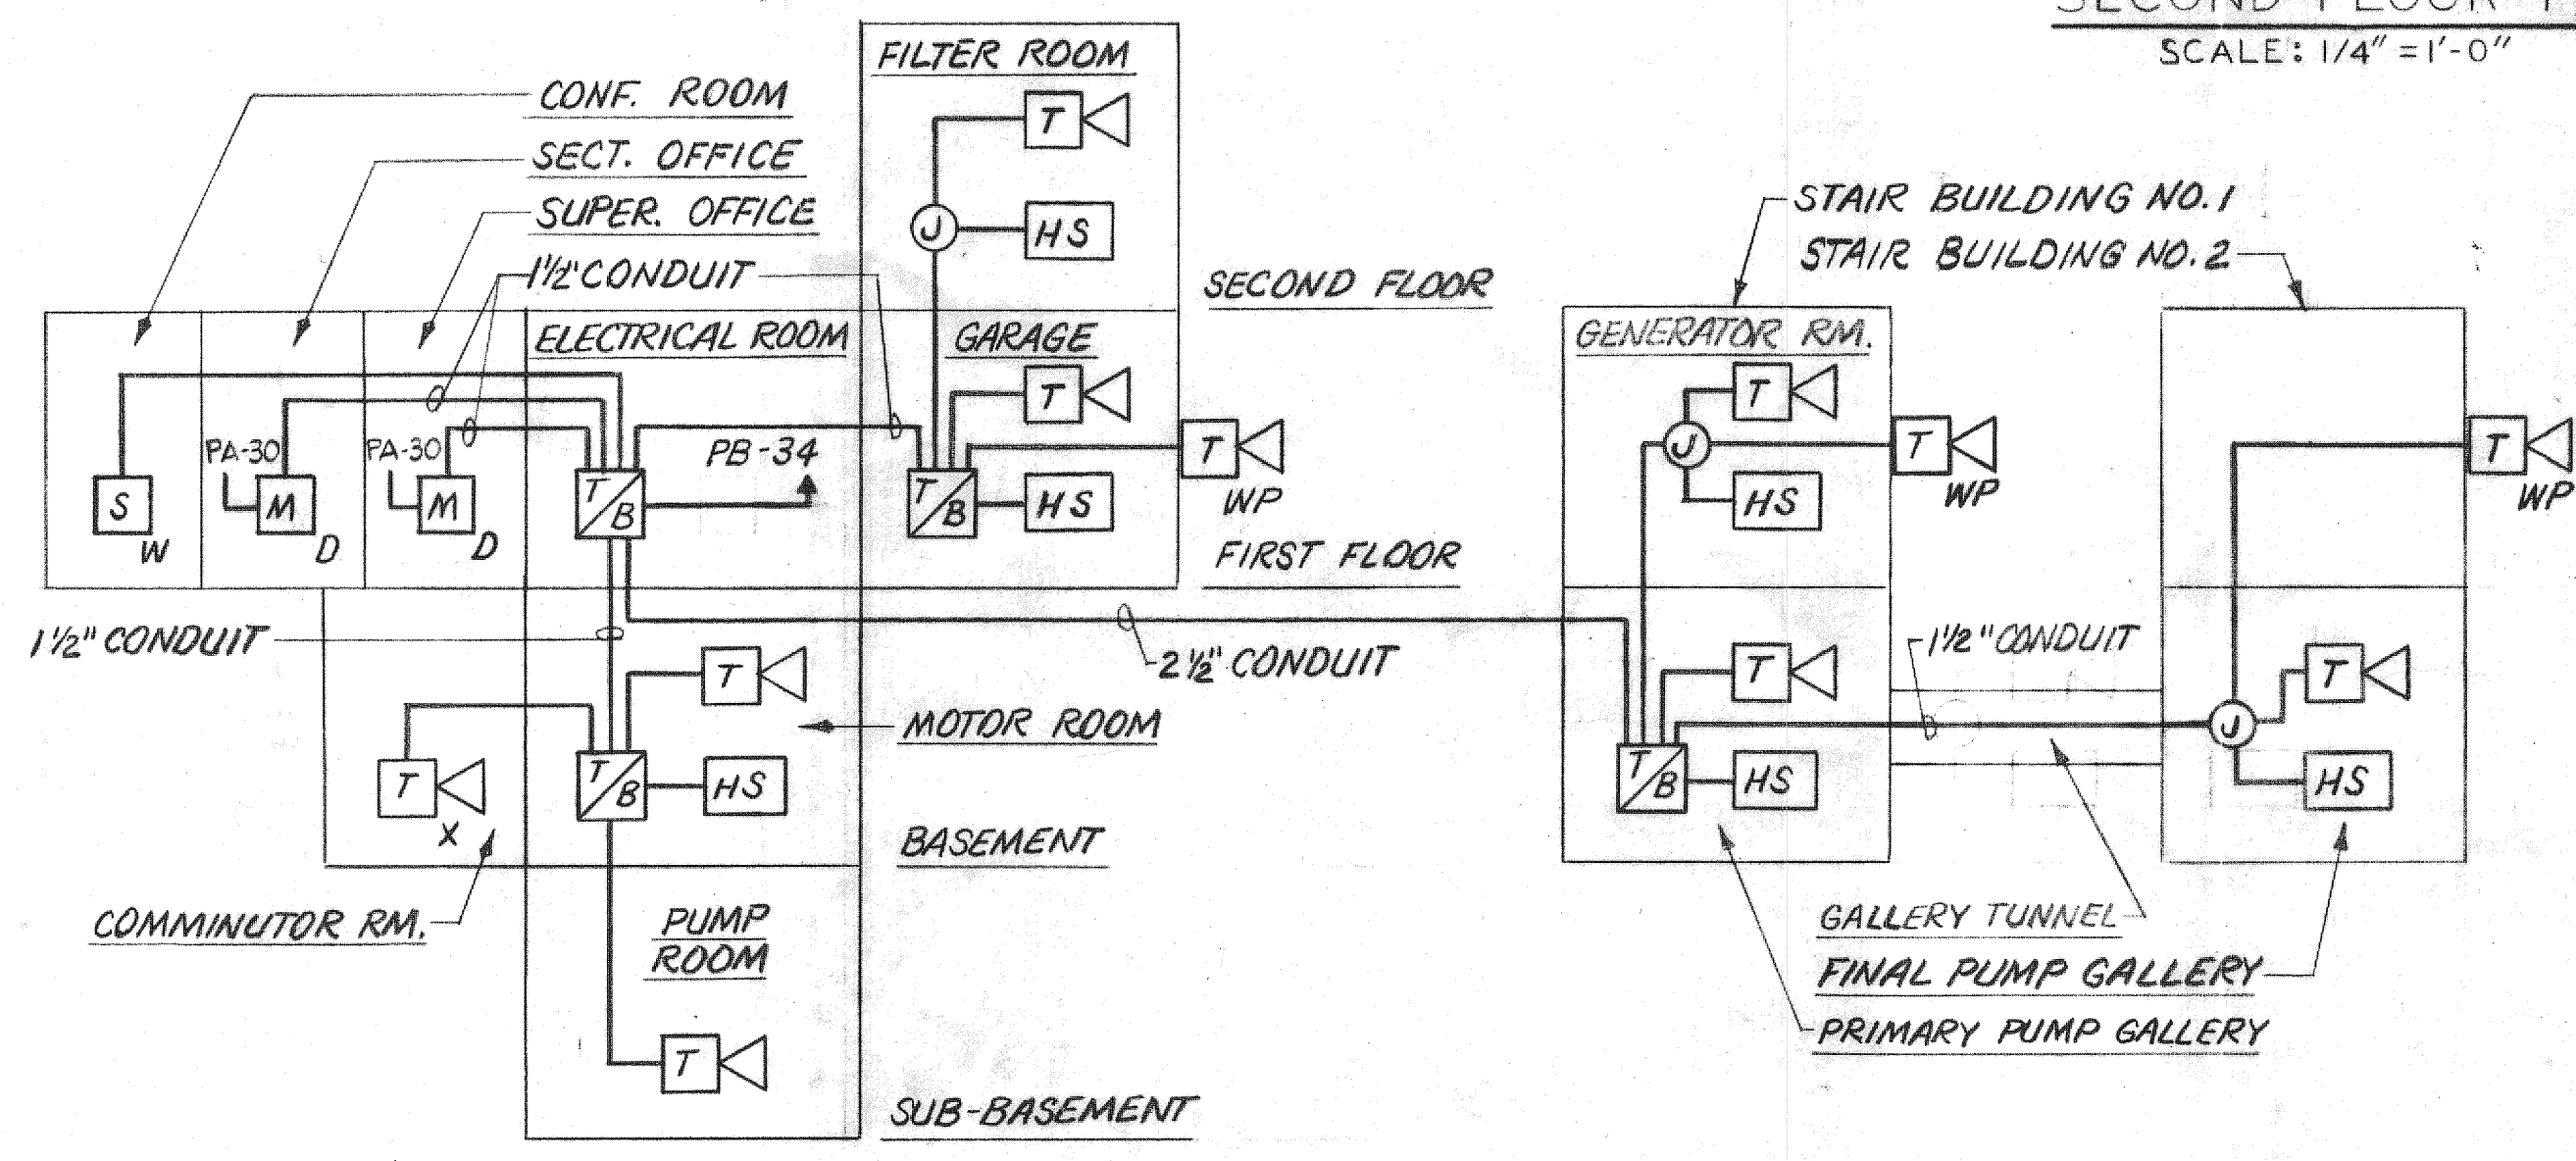 SECOND FLOOR
SCALE: 1/4" = 1'-0"
FILTER ROOM
CONF. ROOM
SECT. OFFICE
SUPER. OFFICE
1½" CONDUIT
T
J
HS
SECOND FLOOR
STAIR BUILDING NO. 1
STAIR BUILDING NO. 2
ELECTRICAL ROOM
GARAGE
GENERATOR RM.
T
T
PA-30
PA-30
PB-34
T
J
T
T
S
M
M
T/B
T/B
HS
HS
W
D
D
WP
WP
WP
FIRST FLOOR
1½" CONDUIT
2½" CONDUIT
1½" CONDUIT
T
T
T
MOTOR ROOM
J
T
T/B
HS
T/B
HS
HS
X
BASEMENT
COMMINUTOR RM.
PUMP
ROOM
GALLERY TUNNEL
FINAL PUMP GALLERY
PRIMARY PUMP GALLERY
T
SUB-BASEMENT